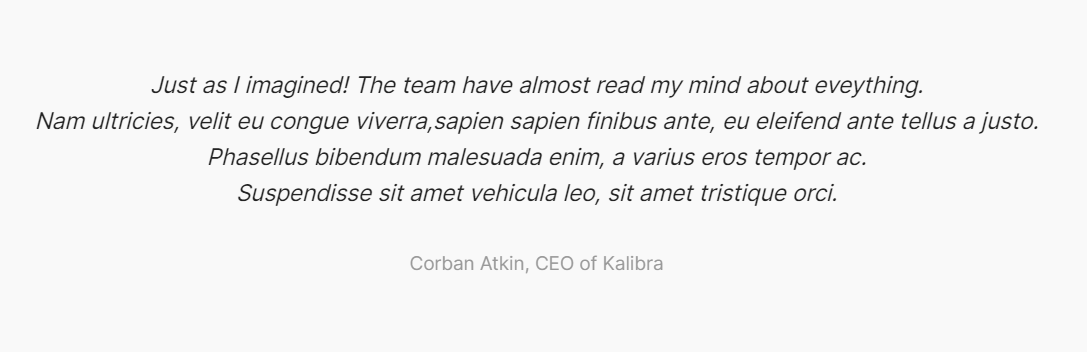 Just as I imagined! The team have almost read my mind about eveything.
Nam ultricies, velit eu congue viverra,sapien sapien finibus ante, eu eleifend ante tellus a justo.
Phasellus bibendum malesuada enim, a varius eros tempor ac.
Suspendisse sit amet vehicula leo, sit amet tristique orci.
Corban Atkin, CEO of Kalibra